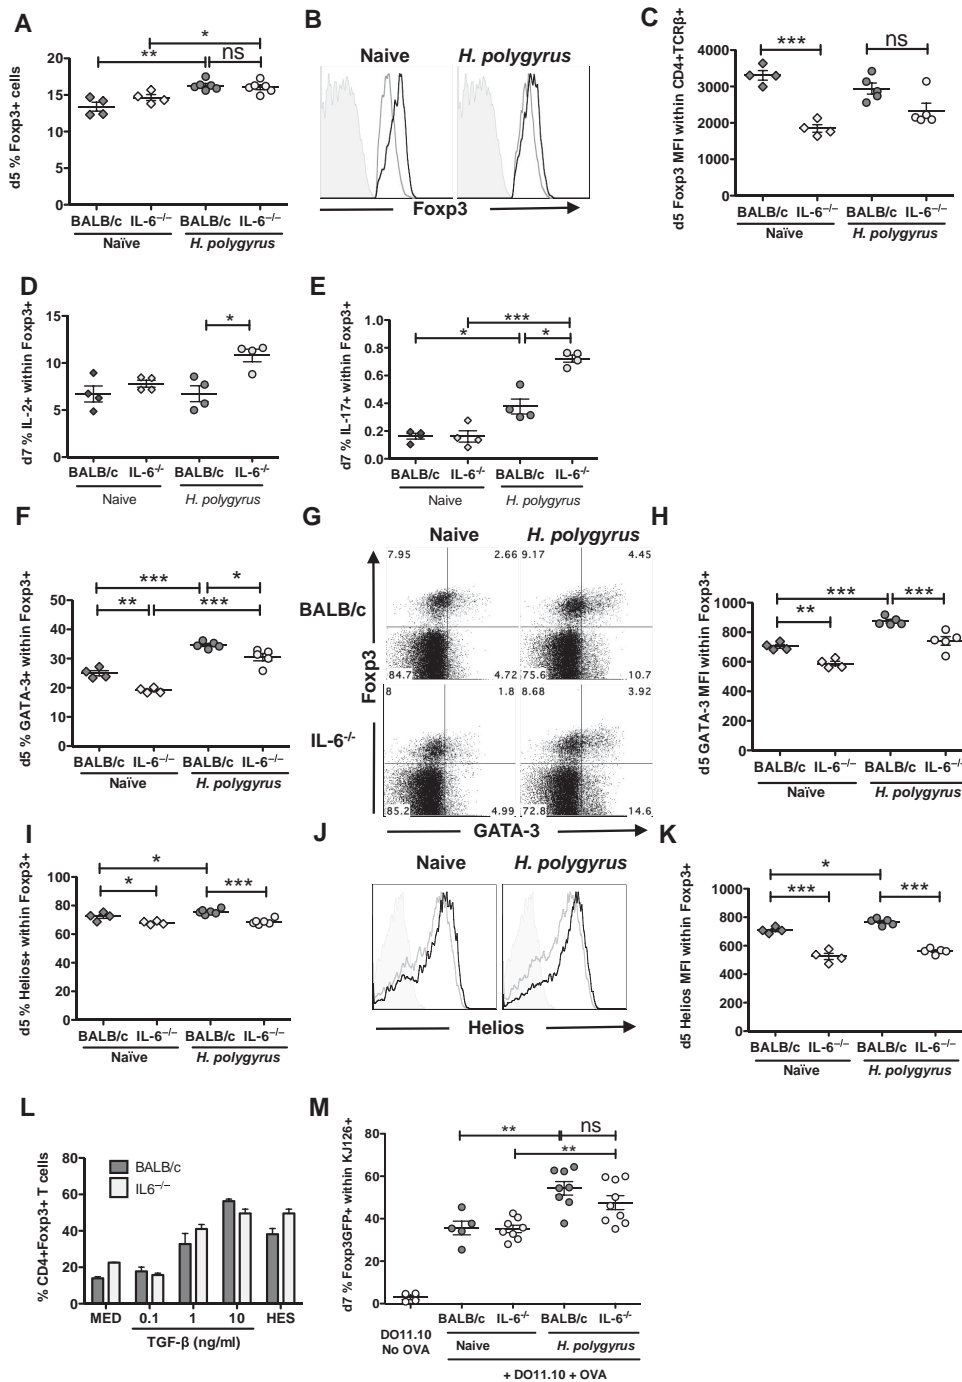 A
d5 % Foxp3+ cells
20
15
10
5
0
**
*
ns
BALB/c IL-6−/− BALB/c IL-6−/−
Naïve H. polygyrus
B
Naive H. polygyrus
Foxp3
C
d5 Foxp3 MFI within CD4+TCRβ+
4000
3000
2000
1000
0
***
ns
BALB/c IL-6−/− BALB/c IL-6−/−
Naïve H. polygyrus
D
d7 % IL-2+ within Foxp3+
15
10
5
0
*
BALB/c IL-6-/- BALB/c IL-6-/-
Naive H. polygyrus
E
d7 % IL-17+ within Foxp3+
1.0
0.8
0.6
0.4
0.2
0.0
***
*
*
BALB/c IL-6-/- BALB/c IL-6-/-
Naive H. polygyrus
F
d5 % GATA-3+ within Foxp3+
50
40
30
20
10
0
***
*
**
***
BALB/c IL-6−/− BALB/c IL-6−/−
Naïve H. polygyrus
G
Naive H. polygyrus
BALB/c
IL-6-/-
Foxp3
7.95 2.66 9.17 4.45
84.7 4.72 75.6 10.7
8 1.8 8.68 3.92
85.2 4.99 72.8 14.6
GATA-3
H
d5 GATA-3 MFI within Foxp3+
1000
800
600
400
200
0
***
***
**
BALB/c IL-6−/− BALB/c IL-6−/−
Naïve H. polygyrus
I
d5 % Helios+ within Foxp3+
100
80
60
40
20
0
*
*
***
BALB/c IL-6−/− BALB/c IL-6−/−
Naïve H. polygyrus
J
Naive H. polygyrus
Helios
K
d5 Helios MFI within Foxp3+
1000
800
600
400
200
0
*
***
***
BALB/c IL-6−/− BALB/c IL-6−/−
Naïve H. polygyrus
L
% CD4+Foxp3+ T cells
80
60
40
20
0
BALB/c
IL6−/−
MED 0.1 1 10 HES
TGF-β (ng/ml)
M
d7 % Foxp3GFP+ within KJ126+
80
60
40
20
0
**
ns
**
DO11.10
No OVA
BALB/c IL-6-/- BALB/c IL-6-/-
Naive H. polygyrus
+ DO11.10 + OVA